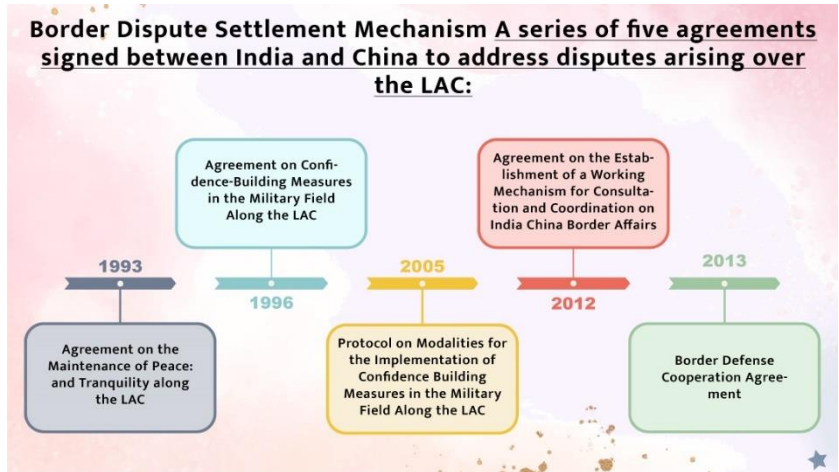 Border Dispute Settlement Mechanism A series of five agreements
signed between India and China to address disputes arising over
the LAC:
1993
Agreement on the
Maintenance of Peace:
and Tranquility along
the LAC
Agreement on Confi-
dence-Building Measures
in the Military Field
Along the LAC
1996
2005
Protocol on Modalities for
the Implementation of
Confidence Building
Measures in the Military
Field Along the LAC
Agreement on the Estab-
lishment of a Working
Mechanism for Consulta-
tion and Coordination on
India China Border Affairs
2012
2013
Border Defense
Cooperation Agree-
ment